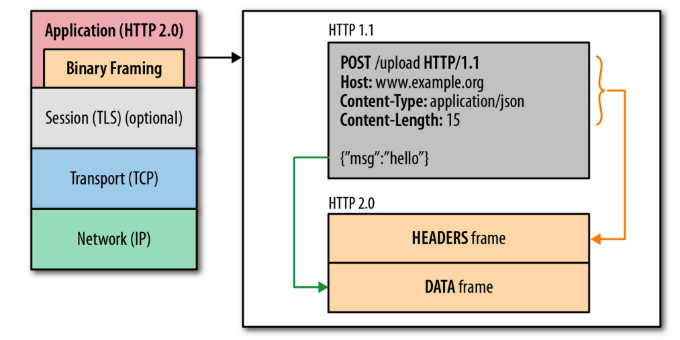 Application (HTTP 2.0)
Binary Framing
Session (TLS) (optional)
Transport (TCP)
Network (IP)
HTTP 1.1
POST /upload HTTP/1.1
Host: www.example.org
Content-Type: application/json
Content-Length: 15
{”msg”:”hello”}
HTTP 2.0
HEADERS frame
DATA frame